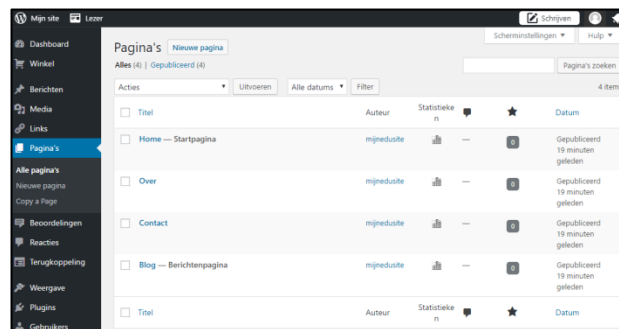 Mijn site Lezer Schrijven
Dashboard
Winkel
Berichten
Media
Links
Pagina's
Alle pagina's
Nieuwe pagina
Copy a Page
Beoordelingen
Reacties
Terugkoppeling
Weergave
Plugins
Gebruikers
Scherminstellingen ▼ Hulp ▼
Pagina's Nieuwe pagina
Alles (4) | Gepubliceerd (4)
Pagina's zoeken
Acties Uitvoeren Alle datums Filter 4 item
Titel Auteur Statistieke
n Datum
Home — Startpagina mijnedusite — 0 Gepubliceerd
19 minuten
geleden
Over mijnedusite — 0 Gepubliceerd
19 minuten
geleden
Contact mijnedusite — 0 Gepubliceerd
19 minuten
geleden
Blog — Berichtenpagina mijnedusite — 0 Gepubliceerd
19 minuten
geleden
Titel Auteur Statistieke
n Datum